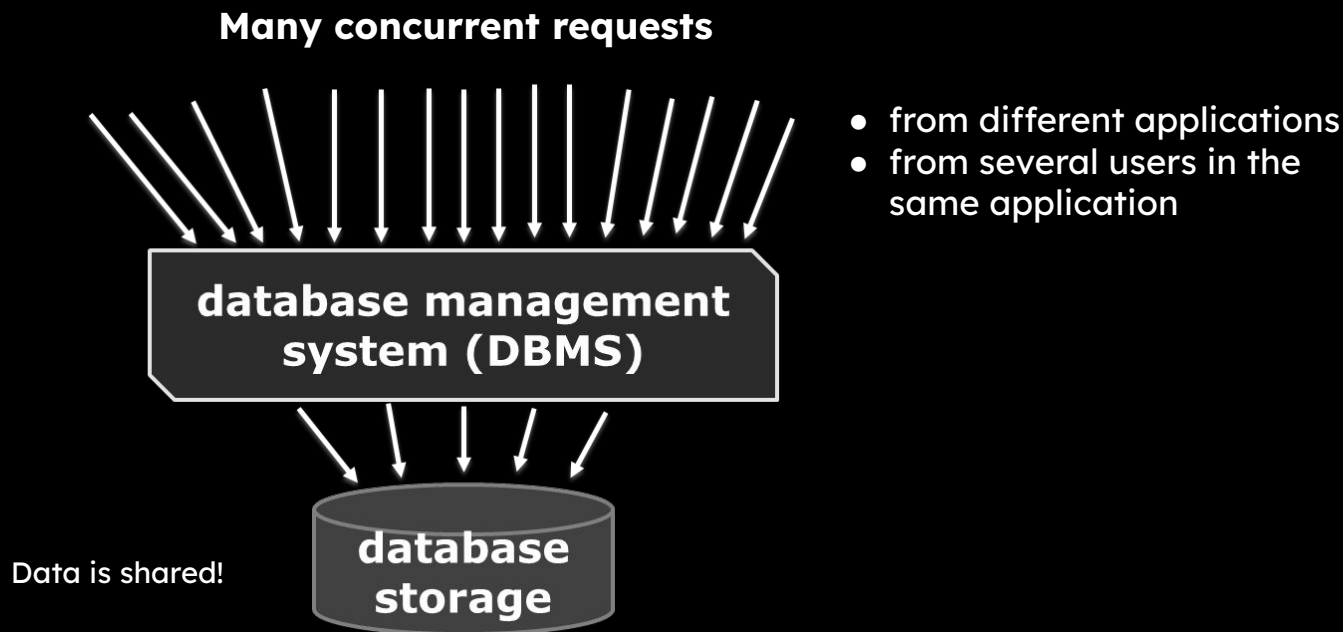 Many concurrent requests
● from different applications
● from several users in the
same application
database management
system (DBMS)
database
storage
Data is shared!